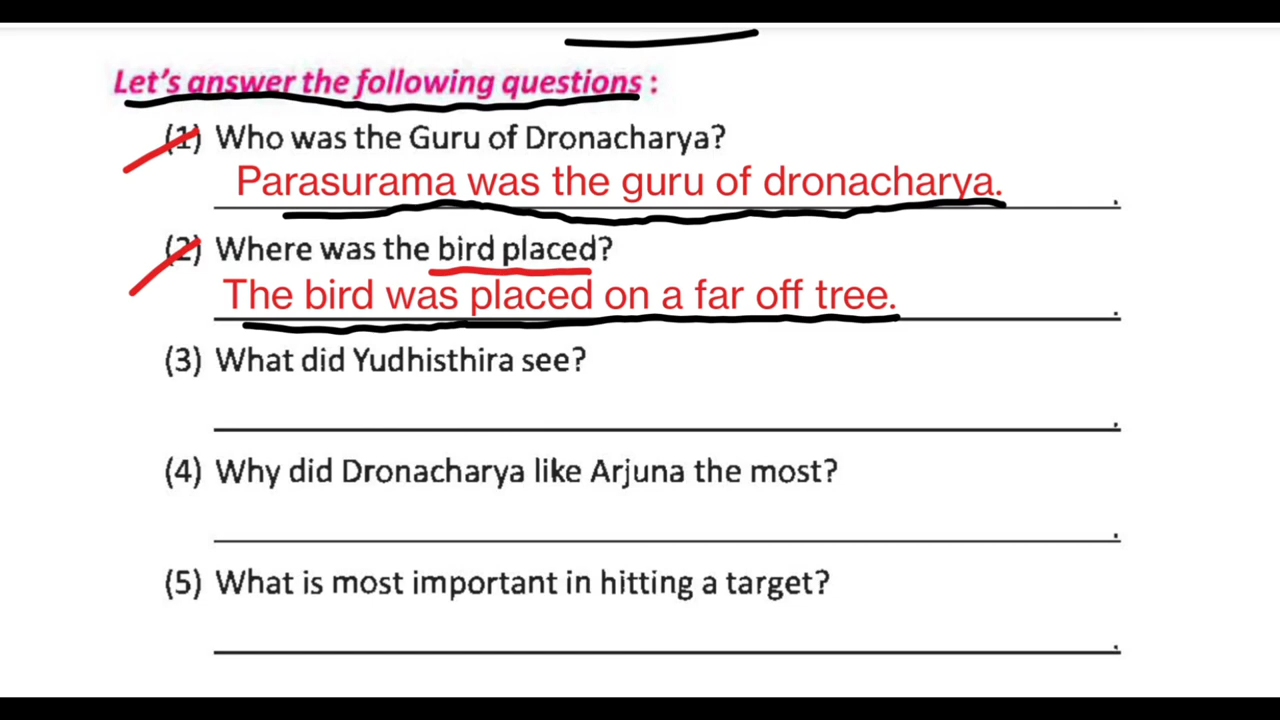 Let's answer the following questions :
(1) Who was the Guru of Dronacharya?
Parasurama was the guru of dronacharya.
(2) Where was the bird placed?
The bird was placed on a far off tree.
(3) What did Yudhisthira see?
(4) Why did Dronacharya like Arjuna the most?
(5) What is most important in hitting a target?